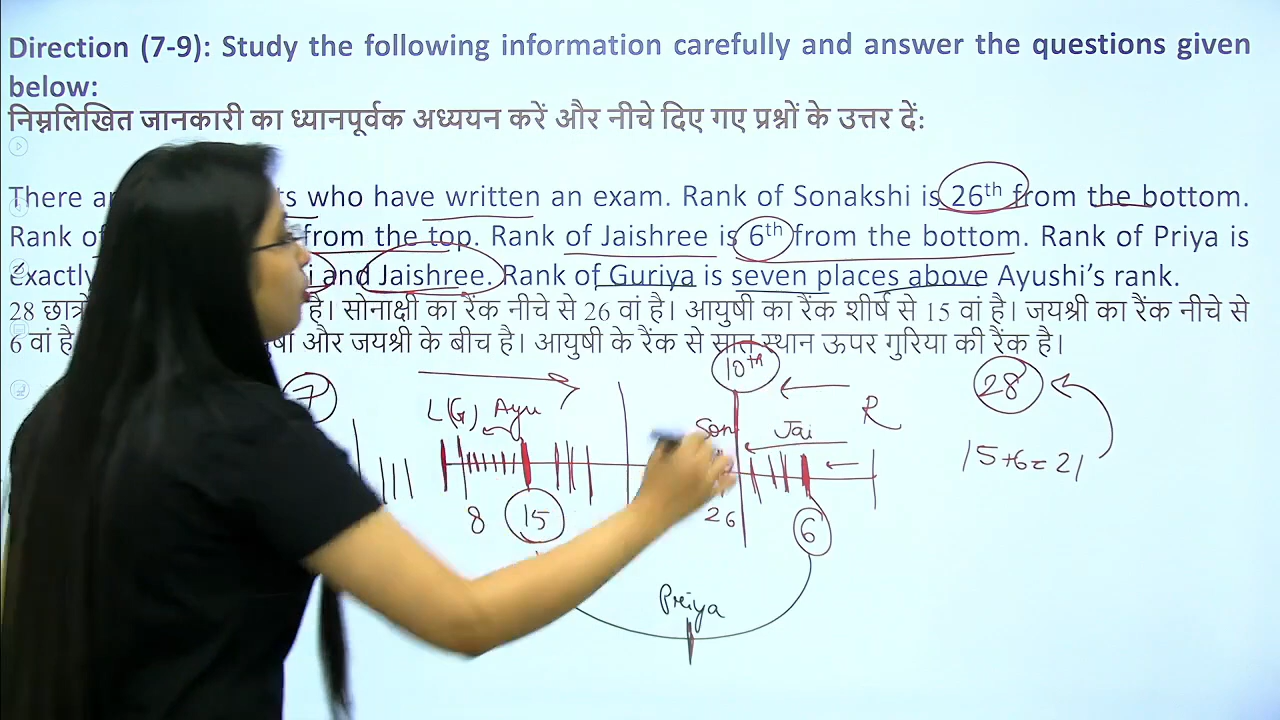 Direction (7-9): Study the following information carefully and answer the questions given
below:
निम्नलिखित जानकारी का ध्यानपूर्वक अध्ययन करें और नीचे दिए गए प्रश्नों के उत्तर दें:
There who have written an exam. Rank of Sonakshi is 26th from the bottom.
Rank from the top. Rank of Jaishree is 6th from the bottom. Rank of Priya is
exactly and Jaishree. Rank of Guriya is seven places above Ayushi's rank.
28 है। सोनाक्षी का रैंक नीचे से 26 वां है। आयुषी का रैंक शीर्ष से 15 वां है। जयश्री का रैंक नीचे से
6 वां और जयश्री के बीच है। आयुषी के रैंक से सात स्थान ऊपर गुरिया की रैंक है।
10th
28
7
L(G) Ayu
Son
Jai
R
15+6=21
8
15
26
6
Priya